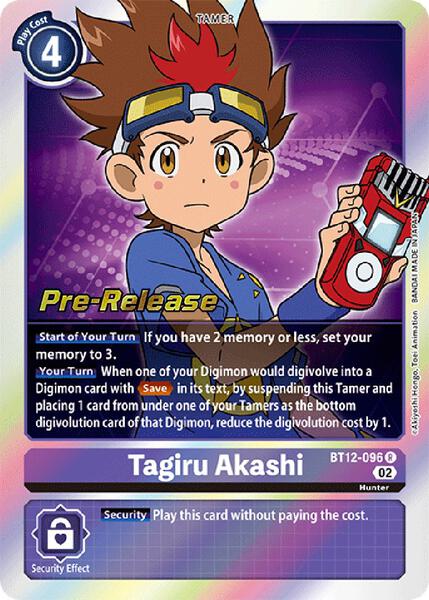 TAMER
Play Cost
4
Pre-Release
Start of Your Turn If you have 2 memory or less, set your
memory to 3.
Your Turn When one of your Digimon would digivolve into a
Digimon card with Save in its text, by suspending this Tamer and
placing 1 card from under one of your Tamers as the bottom
digivolution card of that Digimon, reduce the digivolution cost by 1.
©Akiyoshi Hongo, Toei Animation BANDAI MADE IN JAPAN
Tagiru Akashi
BT12-096 R
02
Hunter
Security Play this card without paying the cost.
Security Effect